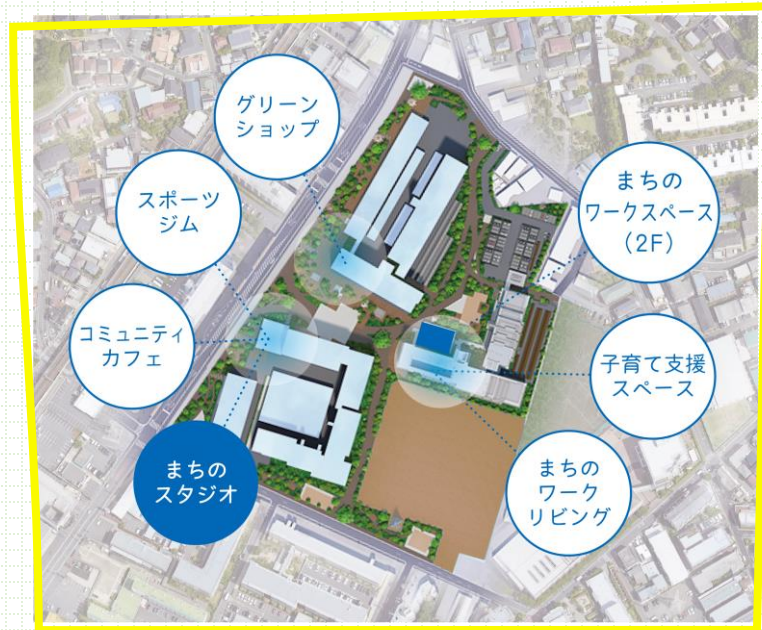 グリーン
ショップ
スポーツ
ジム
コミュニティ
カフェ
まちの
スタジオ
まちの
ワークスペース
(2F)
子育て支援
スペース
まちの
ワーク
リビング